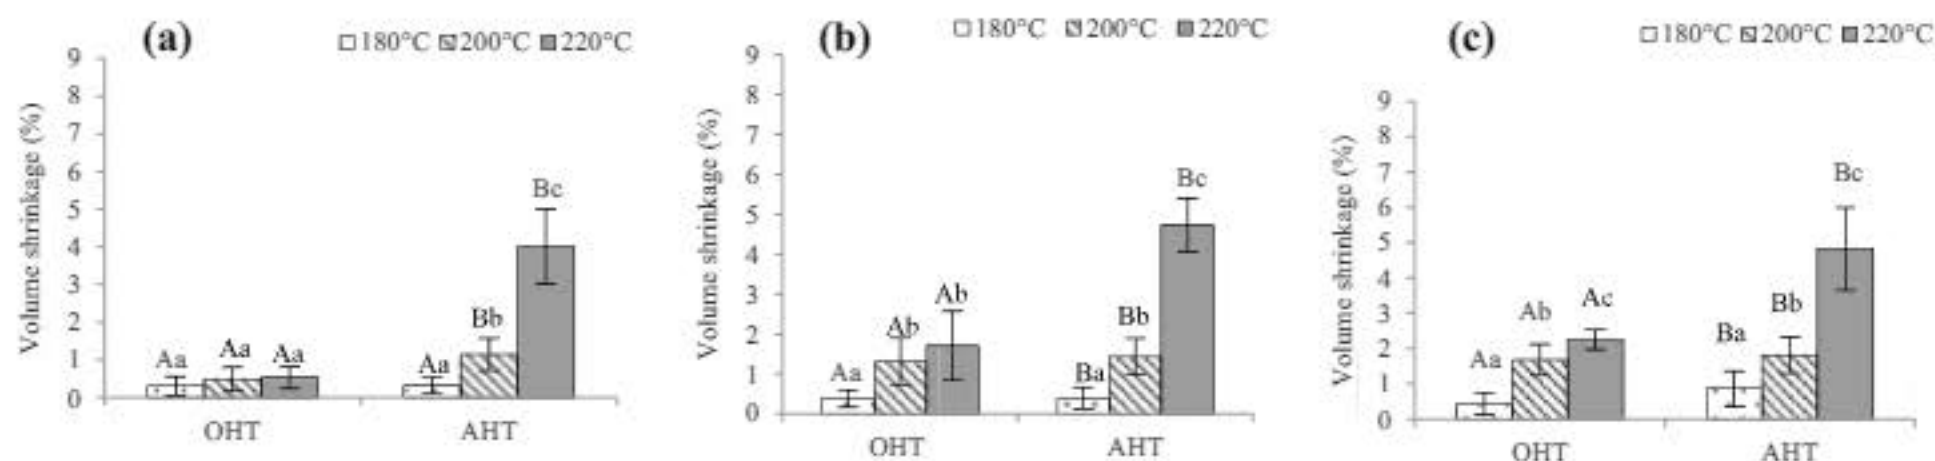 (a)
□180°C ▧200°C ■220°C
Volume shrinkage (%)
9
8
7
6
5
4
3
2
1
0
Aa
Aa
Aa
Aa
Bb
Bc
OHT
AHT
(b)
□180°C ▧200°C ■220°C
Volume shrinkage (%)
9
8
7
6
5
4
3
2
1
0
Aa
Ab
Ab
Ba
Bb
Bc
OHT
AHT
(c)
□180°C ▧200°C ■220°C
Volume shrinkage (%)
9
8
7
6
5
4
3
2
1
0
Aa
Ab
Ac
Ba
Bb
Bc
OHT
AHT